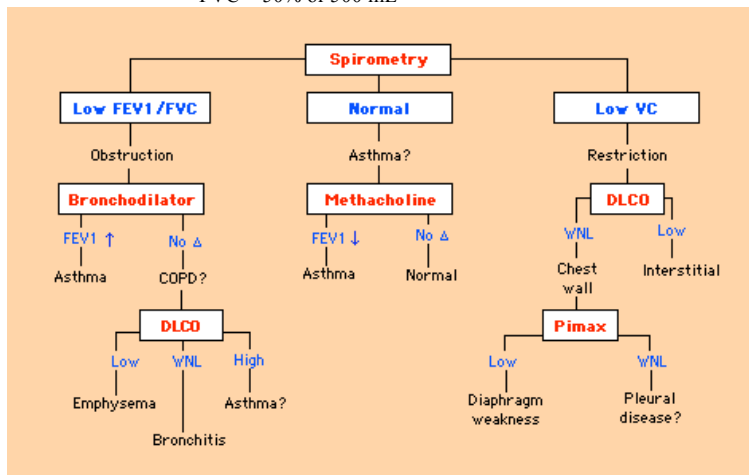 Spirometry
Low FEV1/FVC Normal Low VC
Obstruction Asthma? Restriction
Bronchodilator Methacholine DLCO
FEV1 ↑ No Δ FEV1 ↓ No Δ WNL Low
Asthma COPD? Asthma Normal Chest wall Interstitial
DLCO Pimax
Low WNL High Low WNL
Emphysema Asthma? Diaphragm weakness Pleural disease?
Bronchitis